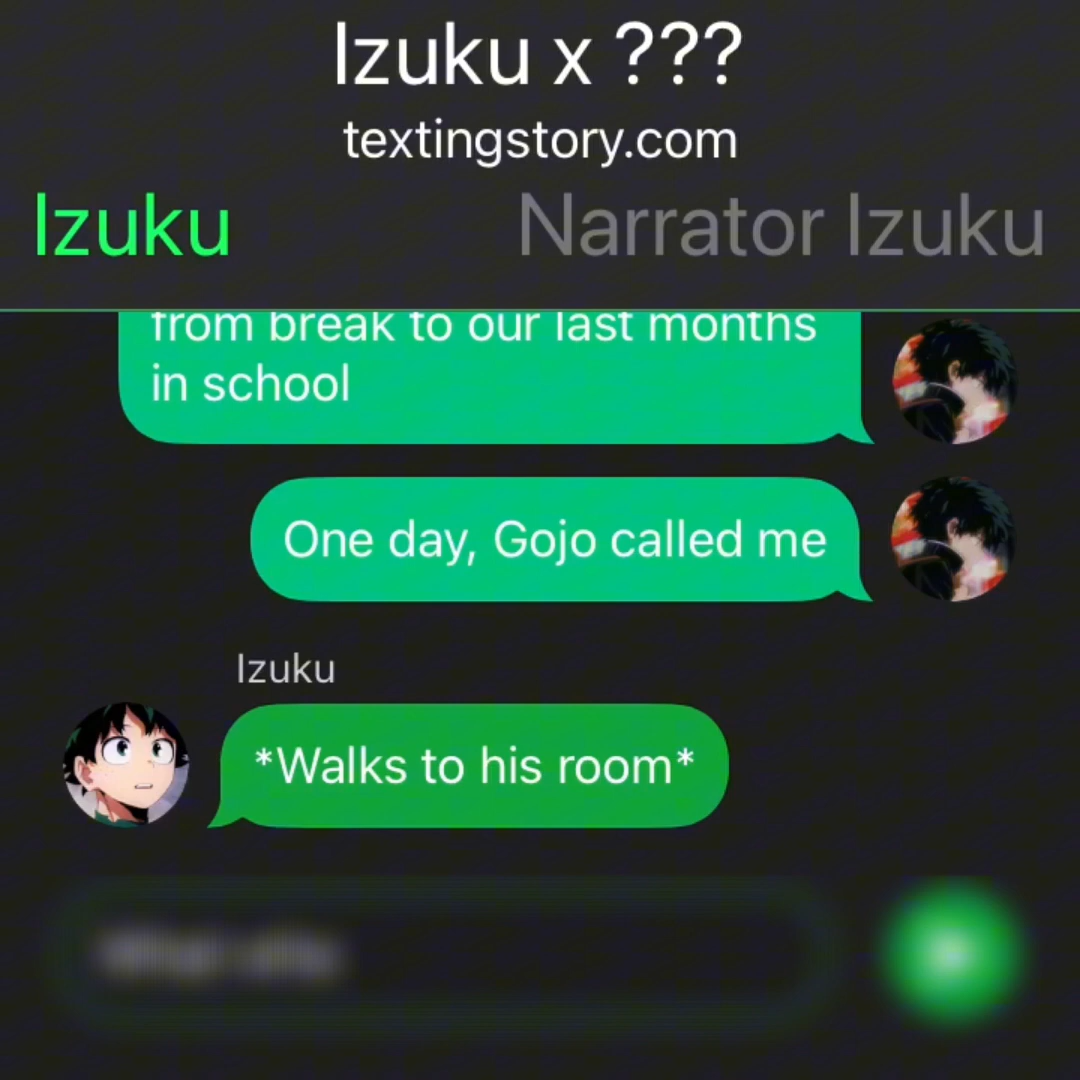 Izuku x ???
textingstory.com
Izuku
Narrator Izuku
from break to our last months
in school
One day, Gojo called me
Izuku
*Walks to his room*